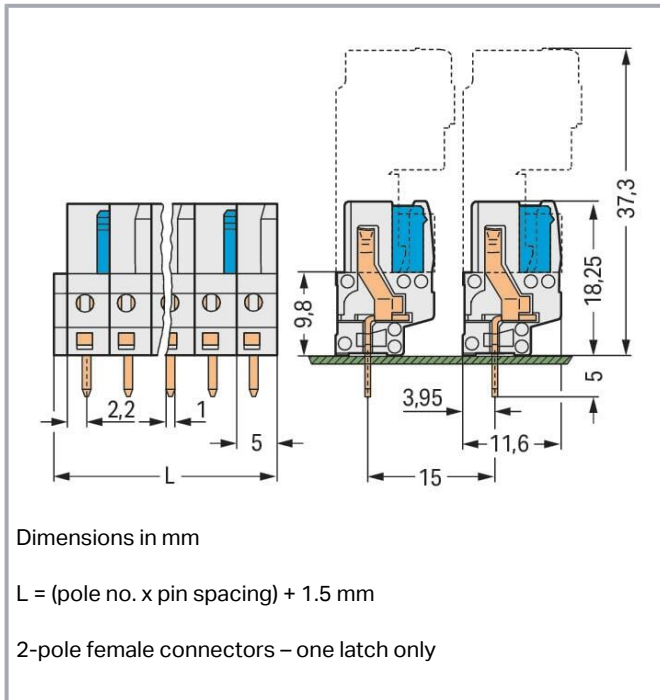 37,3
18,25
9,8
5
3,95
2,2
1
5
11,6
15
L
Dimensions in mm
L = (pole no. x pin spacing) + 1.5 mm
2-pole female connectors – one latch only